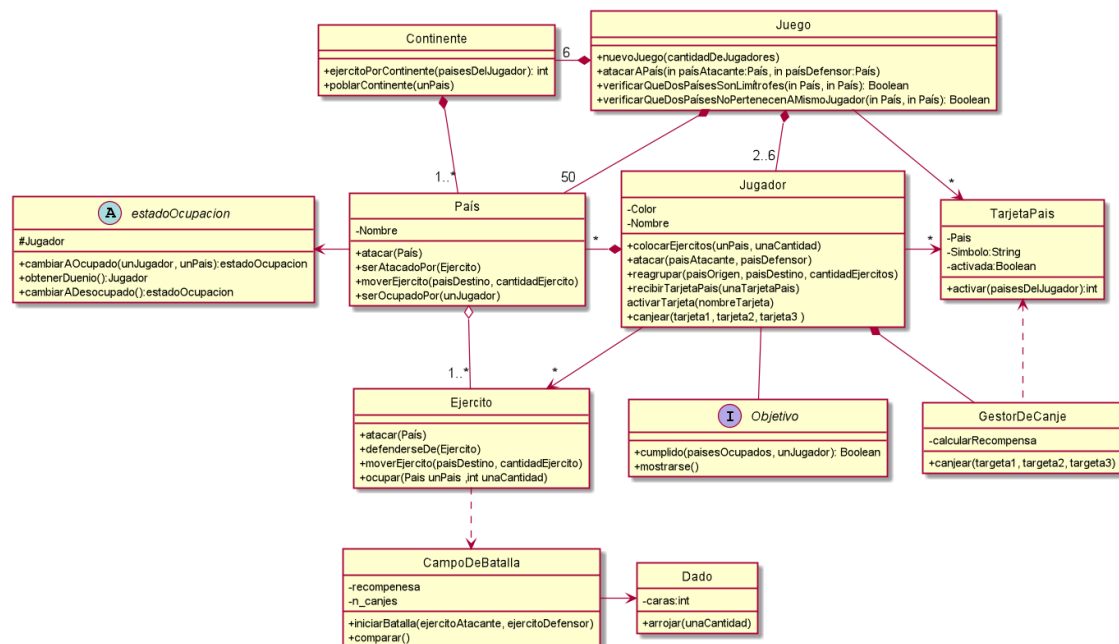 Juego
+nuevoJuego(cantidadDeJugadores)
+atacarAPaís(in paísAtacante:País, in paísDefensor:País)
+verificarQueDosPaísesSonLimítrofes(in País, in País): Boolean
+verificarQueDosPaísesNoPertenecenAMismoJugador(in País, in País): Boolean
Continente
+ejercitoPorContinente(paisesDelJugador): int
+poblarContinente(unPais)
6
1..*
50
2..6
*
A estadoOcupacion
#Jugador
+cambiarAOcupado(unJugador, unPais):estadoOcupacion
+obtenerDuenio():Jugador
+cambiarADesocupado():estadoOcupacion
País
-Nombre
+atacar(País)
+serAtacadoPor(Ejercito)
+moverEjercito(paisDestino, cantidadEjercito)
+serOcupadoPor(unJugador)
*
Jugador
-Color
-Nombre
+colocarEjercitos(unPais, unaCantidad)
+atacar(paisAtacante, paisDefensor)
+reagrupar(paisOrigen, paisDestino, cantidadEjercitos)
+recibirTarjetaPais(unaTarjetaPais)
activarTarjeta(nombreTarjeta)
+canjear(tarjeta1, tarjeta2, tarjeta3 )
*
TarjetaPais
-Pais
-Simbolo:String
-activada:Boolean
+activar(paisesDelJugador):int
1..*
*
Ejercito
+atacar(País)
+defenderseDe(Ejercito)
+moverEjercito(paisDestino, cantidadEjercito)
+ocupar(Pais unPais ,int unaCantidad)
I Objetivo
+cumplido(paisesOcupados, unJugador): Boolean
+mostrarse()
GestorDeCanje
-calcularRecompensa
+canjear(targeta1, targeta2, targeta3)
CampoDeBatalla
-recompenesa
-n_canjes
+iniciarBatalla(ejercitoAtacante, ejercitoDefensor)
+comparar()
Dado
-caras:int
+arrojar(unaCantidad)